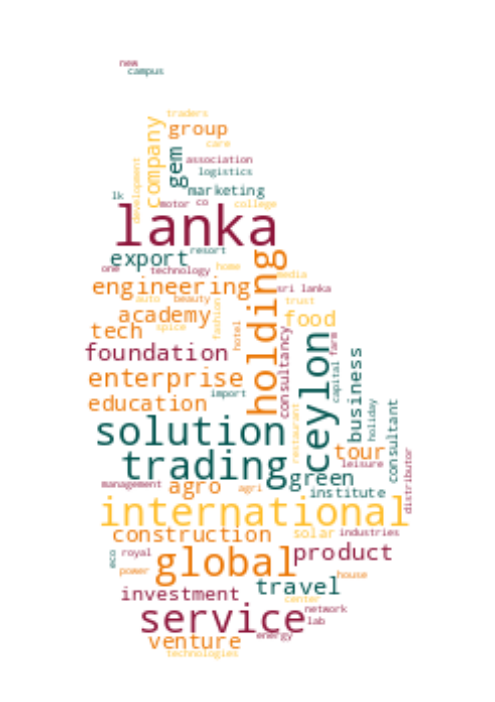 new
campus
traders
group
company
care
gem
association
logistics
development
marketing
lk
motor
co
college
lanka
export
resort
holding
one
technology
home
media
engineering
sri lanka
auto
beauty
trust
academy
fashion
food
tech
spice
hotel
consultancy
farm
ceylon
foundation
business
enterprise
capital
import
education
holiday
consultant
restaurant
solution
tour
trading
leisure
green
distributor
management
agro
agri
institute
international
construction
solar
industries
eco
royal
global
product
power
house
travel
investment
center
network
service
lab
energy
venture
technologies